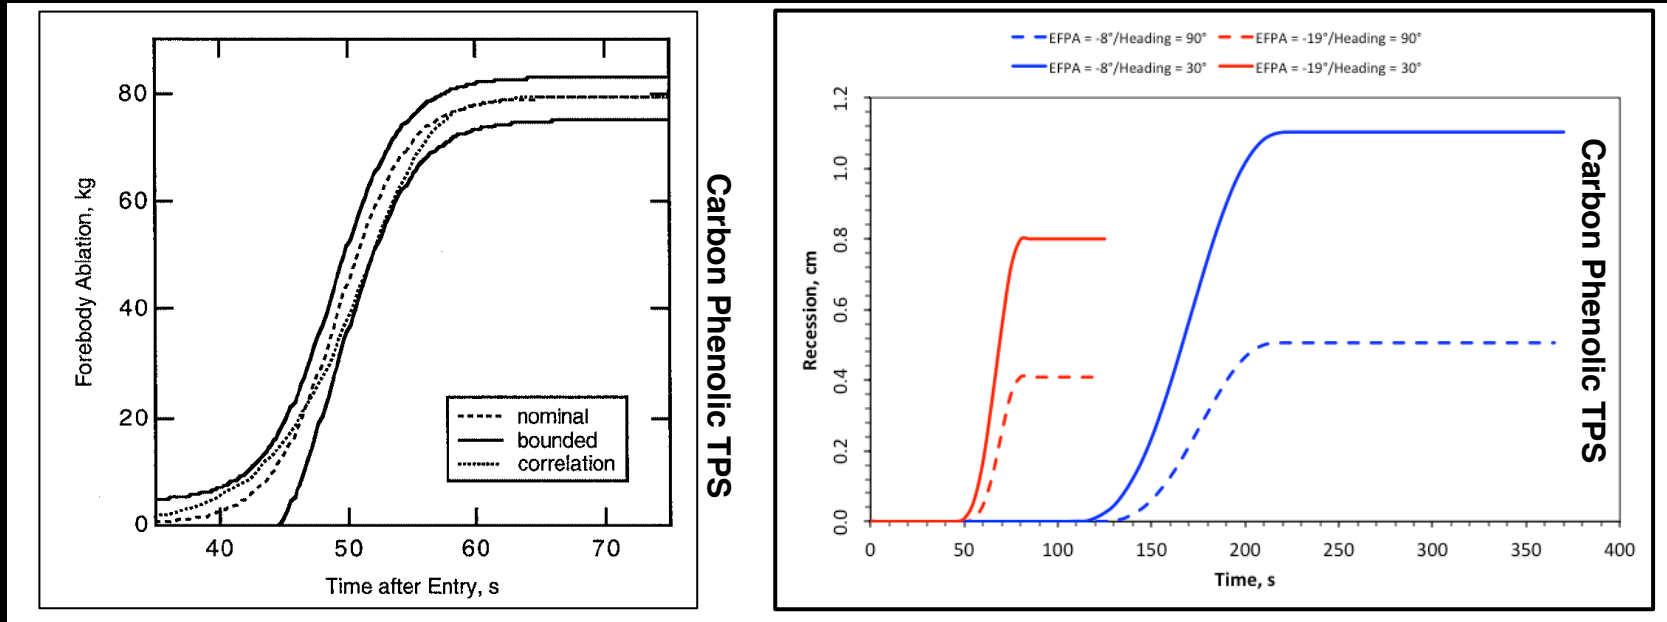 80
60
40
20
0
Forebody Ablation, kg
nominal
bounded
correlation
40 50 60 70
Time after Entry, s
Carbon Phenolic TPS
EFPA = -8°/Heading = 90° EFPA = -19°/Heading = 90°
EFPA = -8°/Heading = 30° EFPA = -19°/Heading = 30°
1.2
1.0
0.8
0.6
0.4
0.2
0.0
Recession, cm
0 50 100 150 200 250 300 350 400
Time, s
Carbon Phenolic TPS